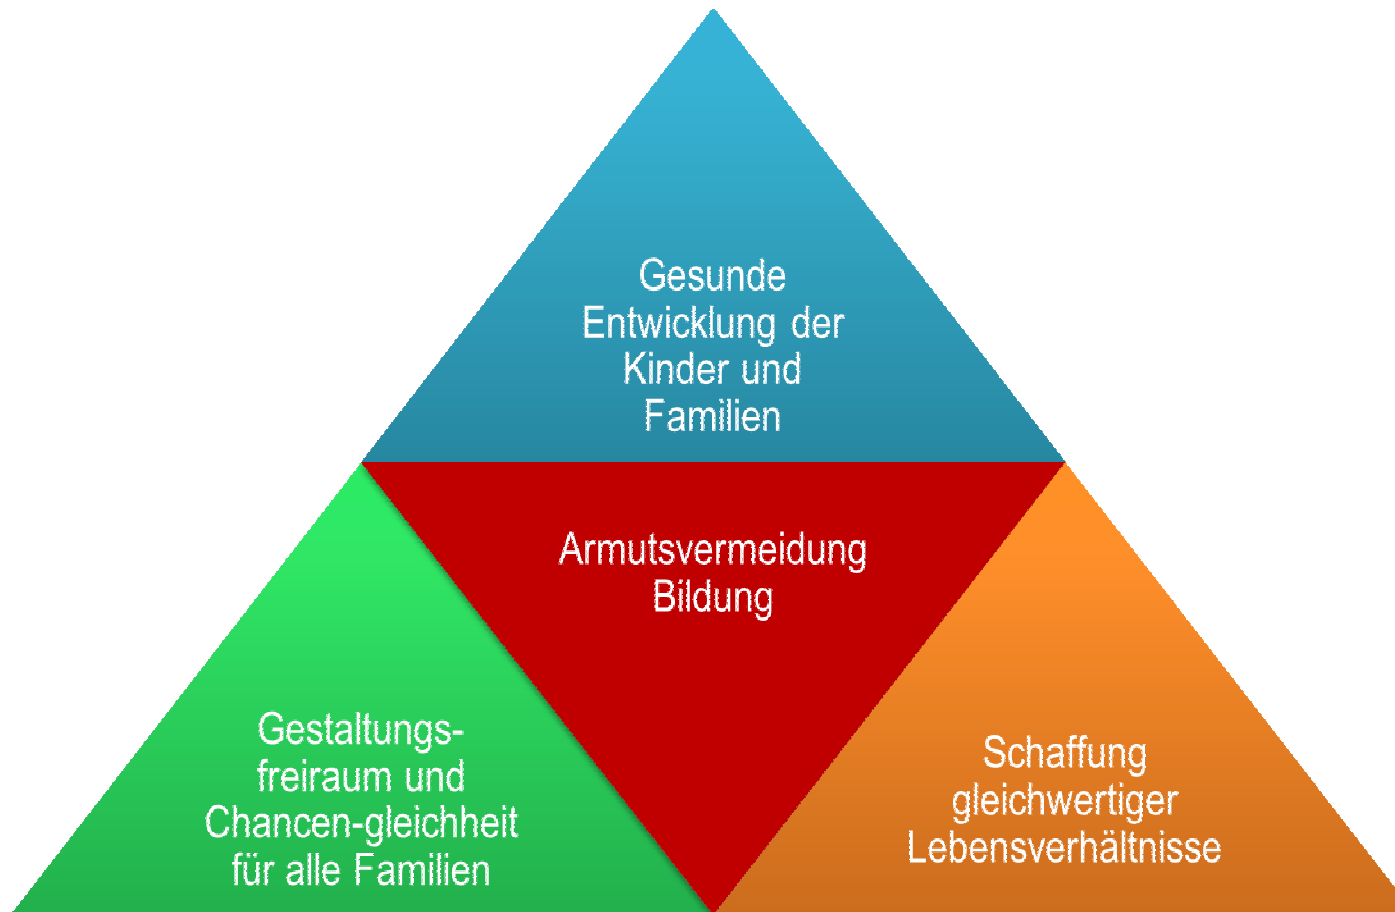 Gesunde
Entwicklung der
Kinder und
Familien
Armutsvermeidung
Bildung
Gestaltungs-
freiraum und
Chancen-gleichheit
für alle Familien
Schaffung
gleichwertiger
Lebensverhältnisse